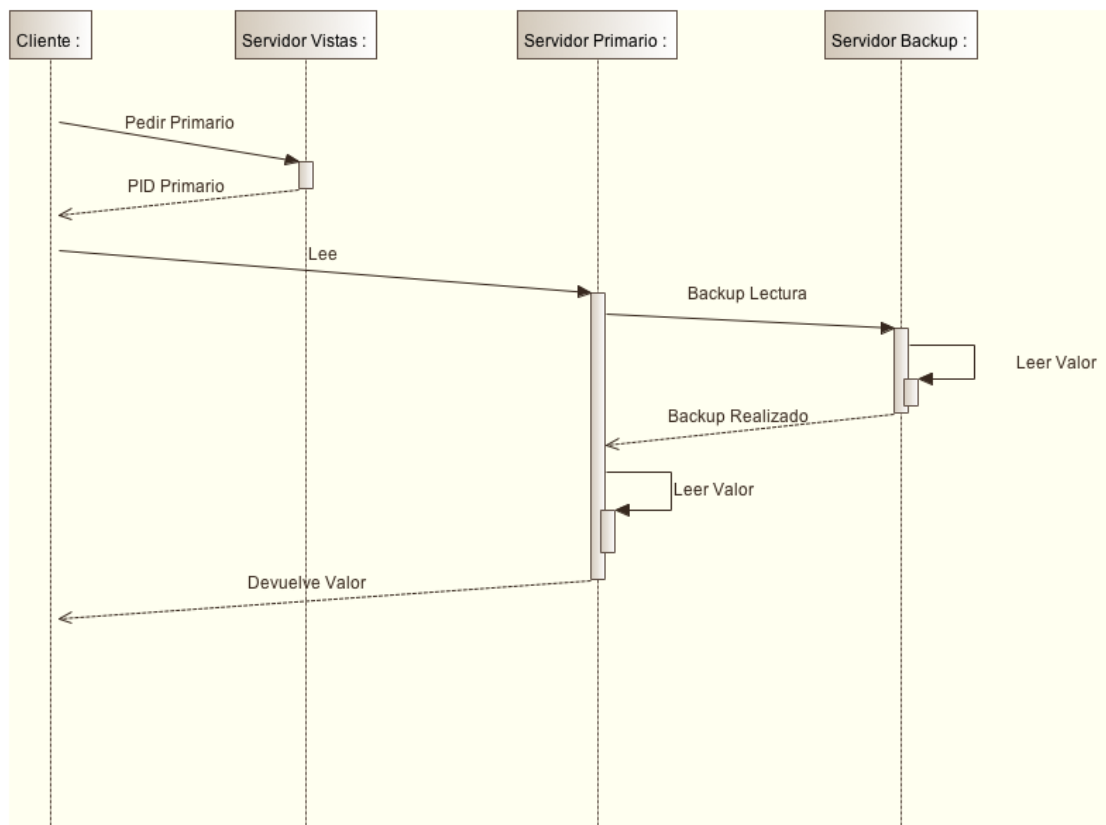 Cliente :
Servidor Vistas :
Servidor Primario :
Servidor Backup :
Pedir Primario
PID Primario
Lee
Backup Lectura
Leer Valor
Backup Realizado
Leer Valor
Devuelve Valor